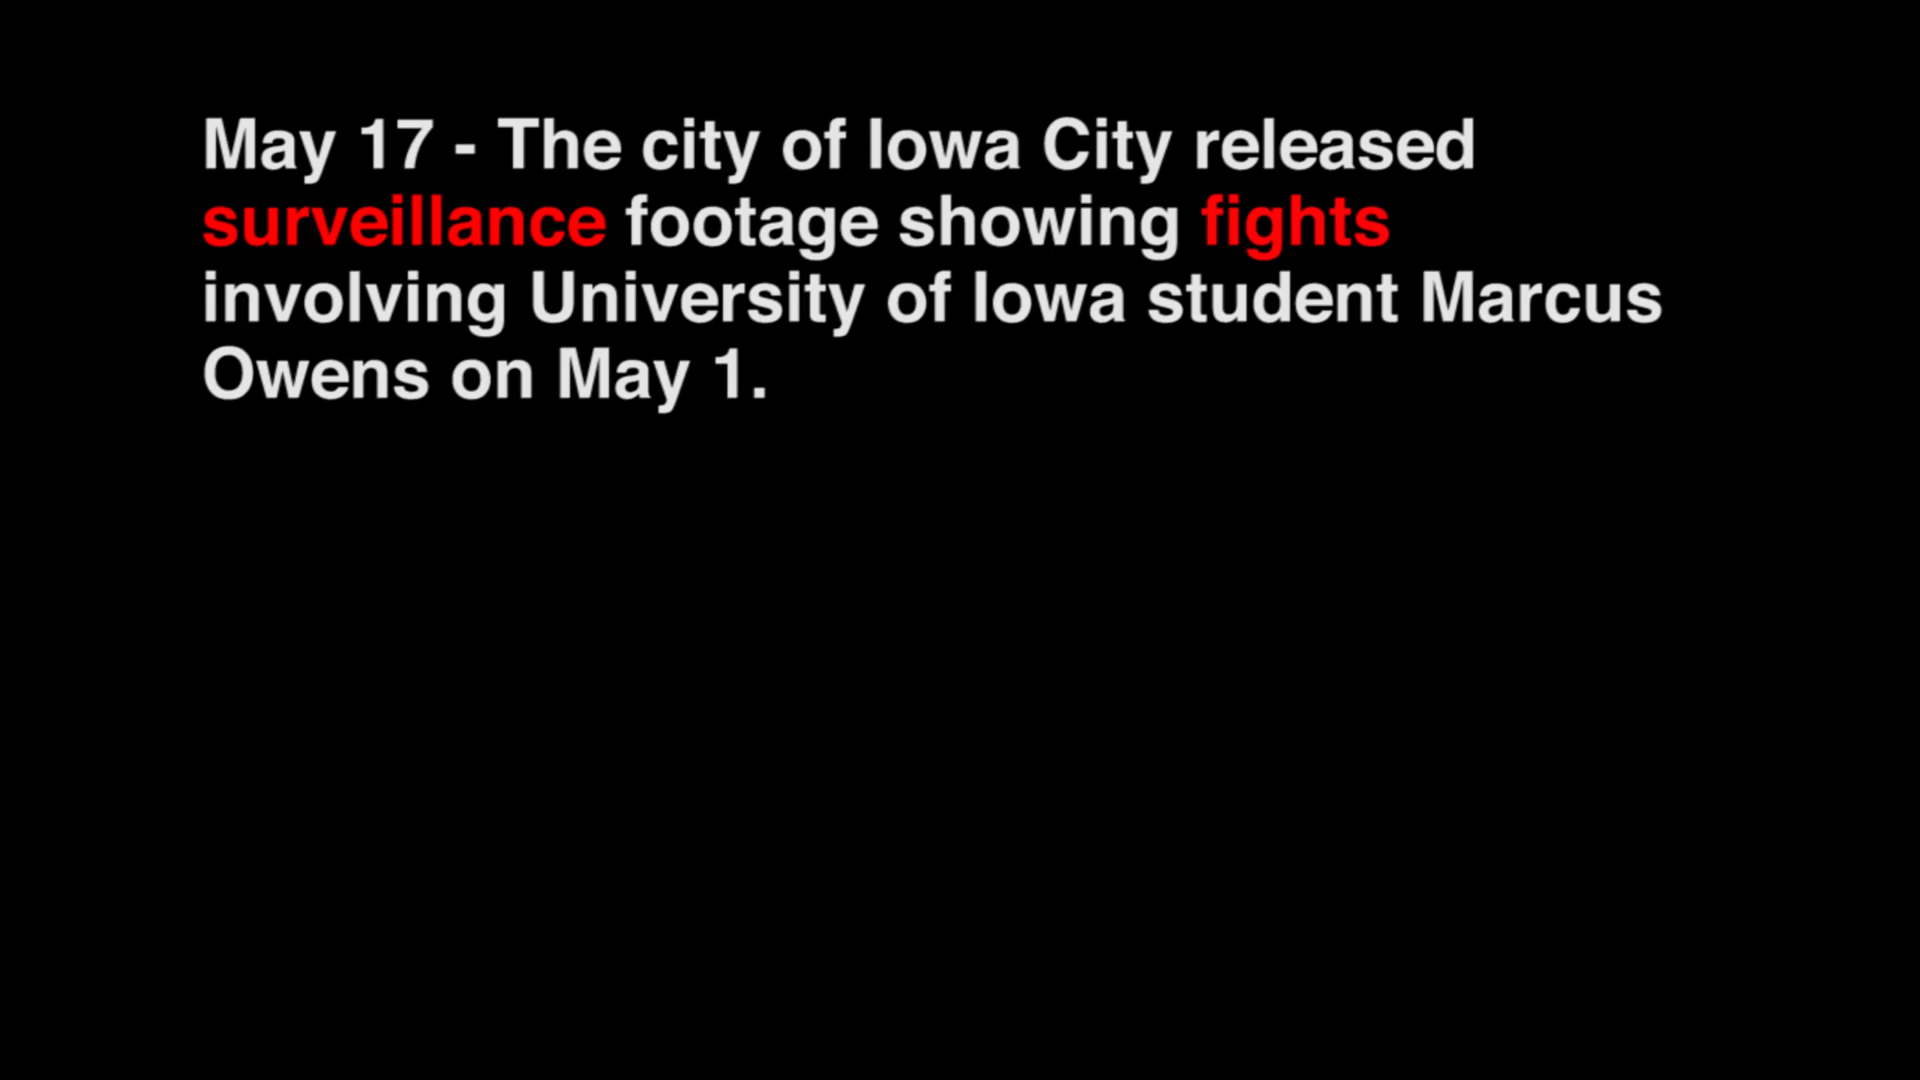 May 17 - The city of Iowa City released
surveillance footage showing fights
involving University of Iowa student Marcus
Owens on May 1.